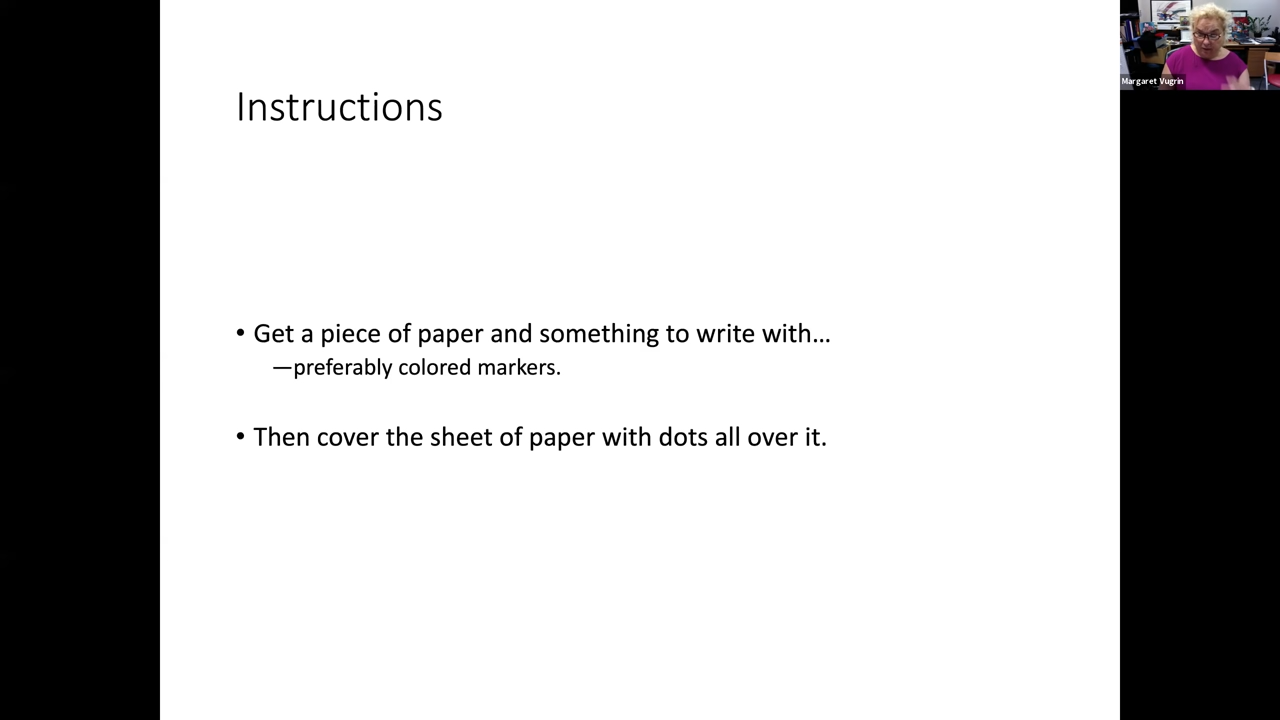 Instructions
• Get a piece of paper and something to write with…
—preferably colored markers.
• Then cover the sheet of paper with dots all over it.
Margaret Vugrin